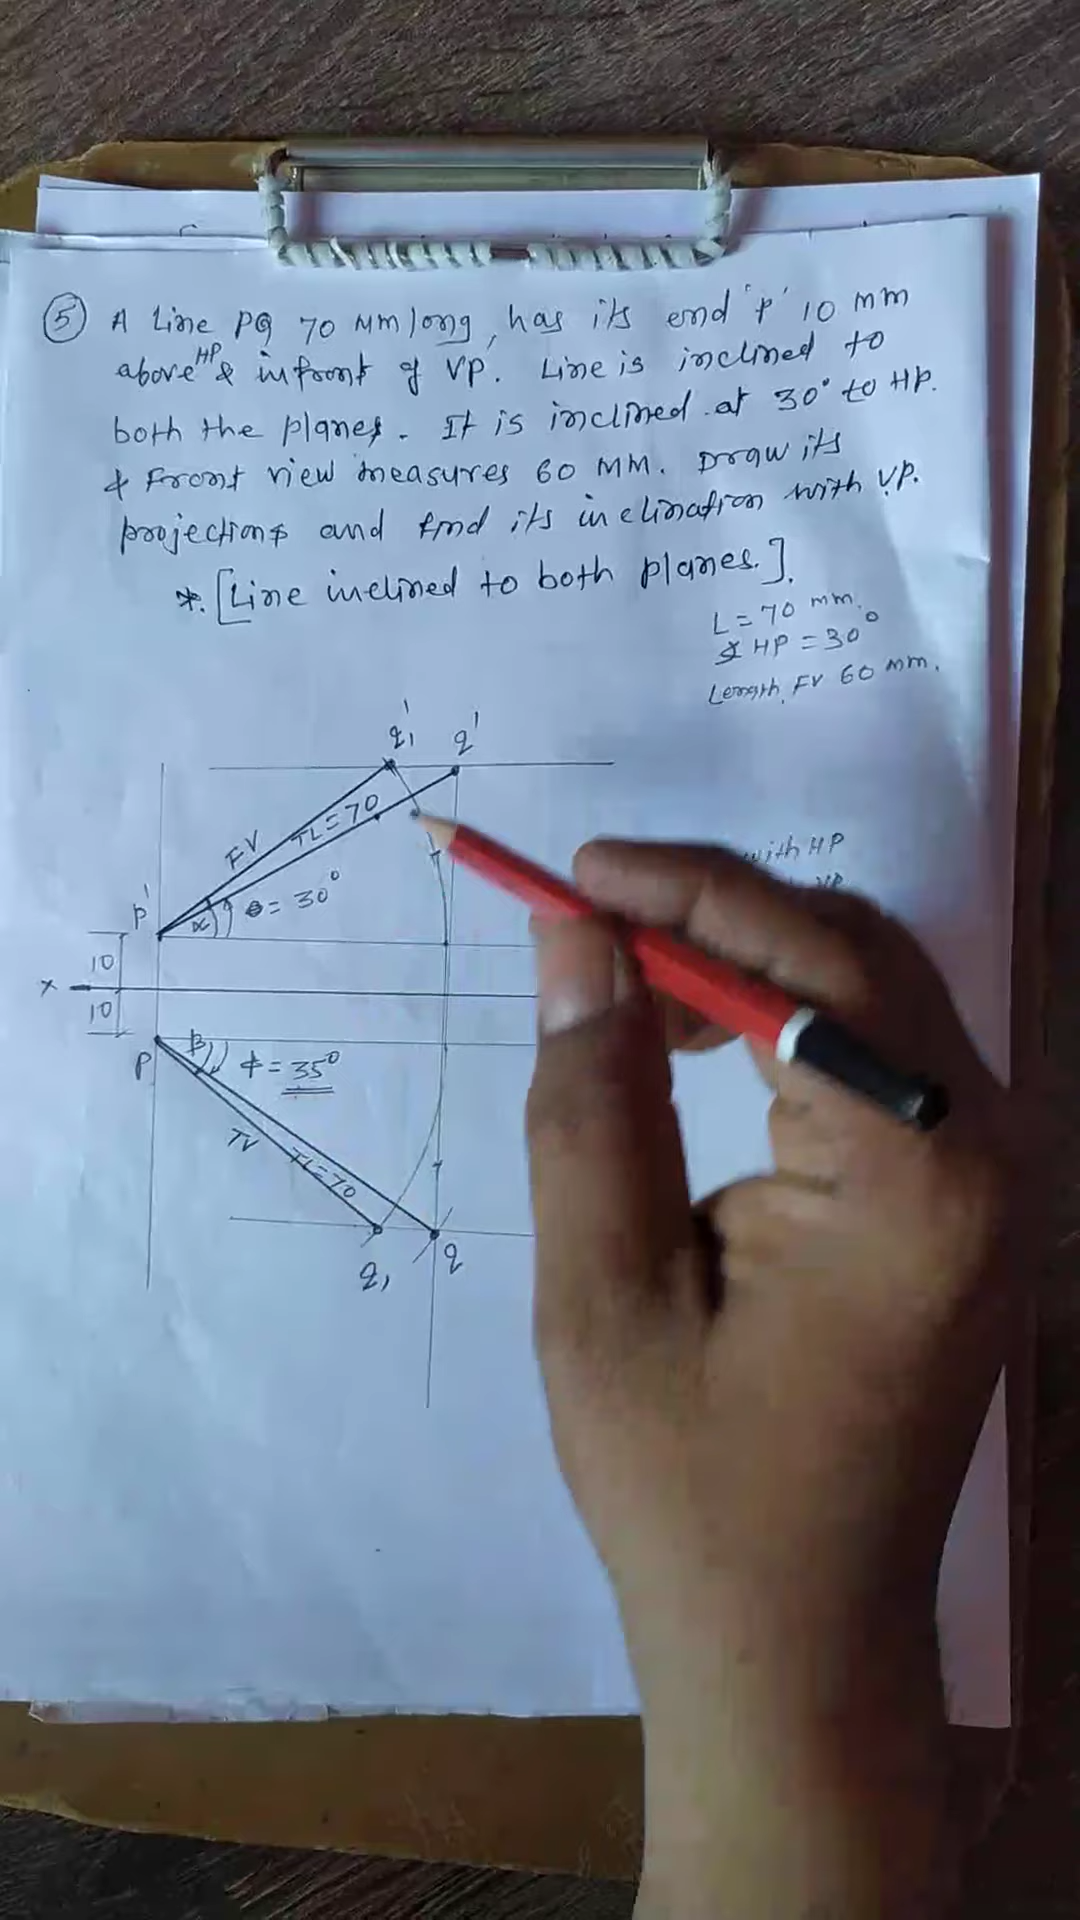 5 A Line PQ 70 MM long, has its end 'p' 10 mm
above HP & infront of VP. Line is inclined to
both the planes. It is inclined at 30° to HP.
& Front view measures 60 MM. Draw its
projections and find its inclination with VP.
*. [Line inclined to both planes.].
L = 70 mm.
HP = 30°
Length FV 60 mm.
q1' q'
FV TL=70
p' α θ = 30°
with HP
VP
10
X
10
P β ϕ = 35°
TV TL=70
q1 q